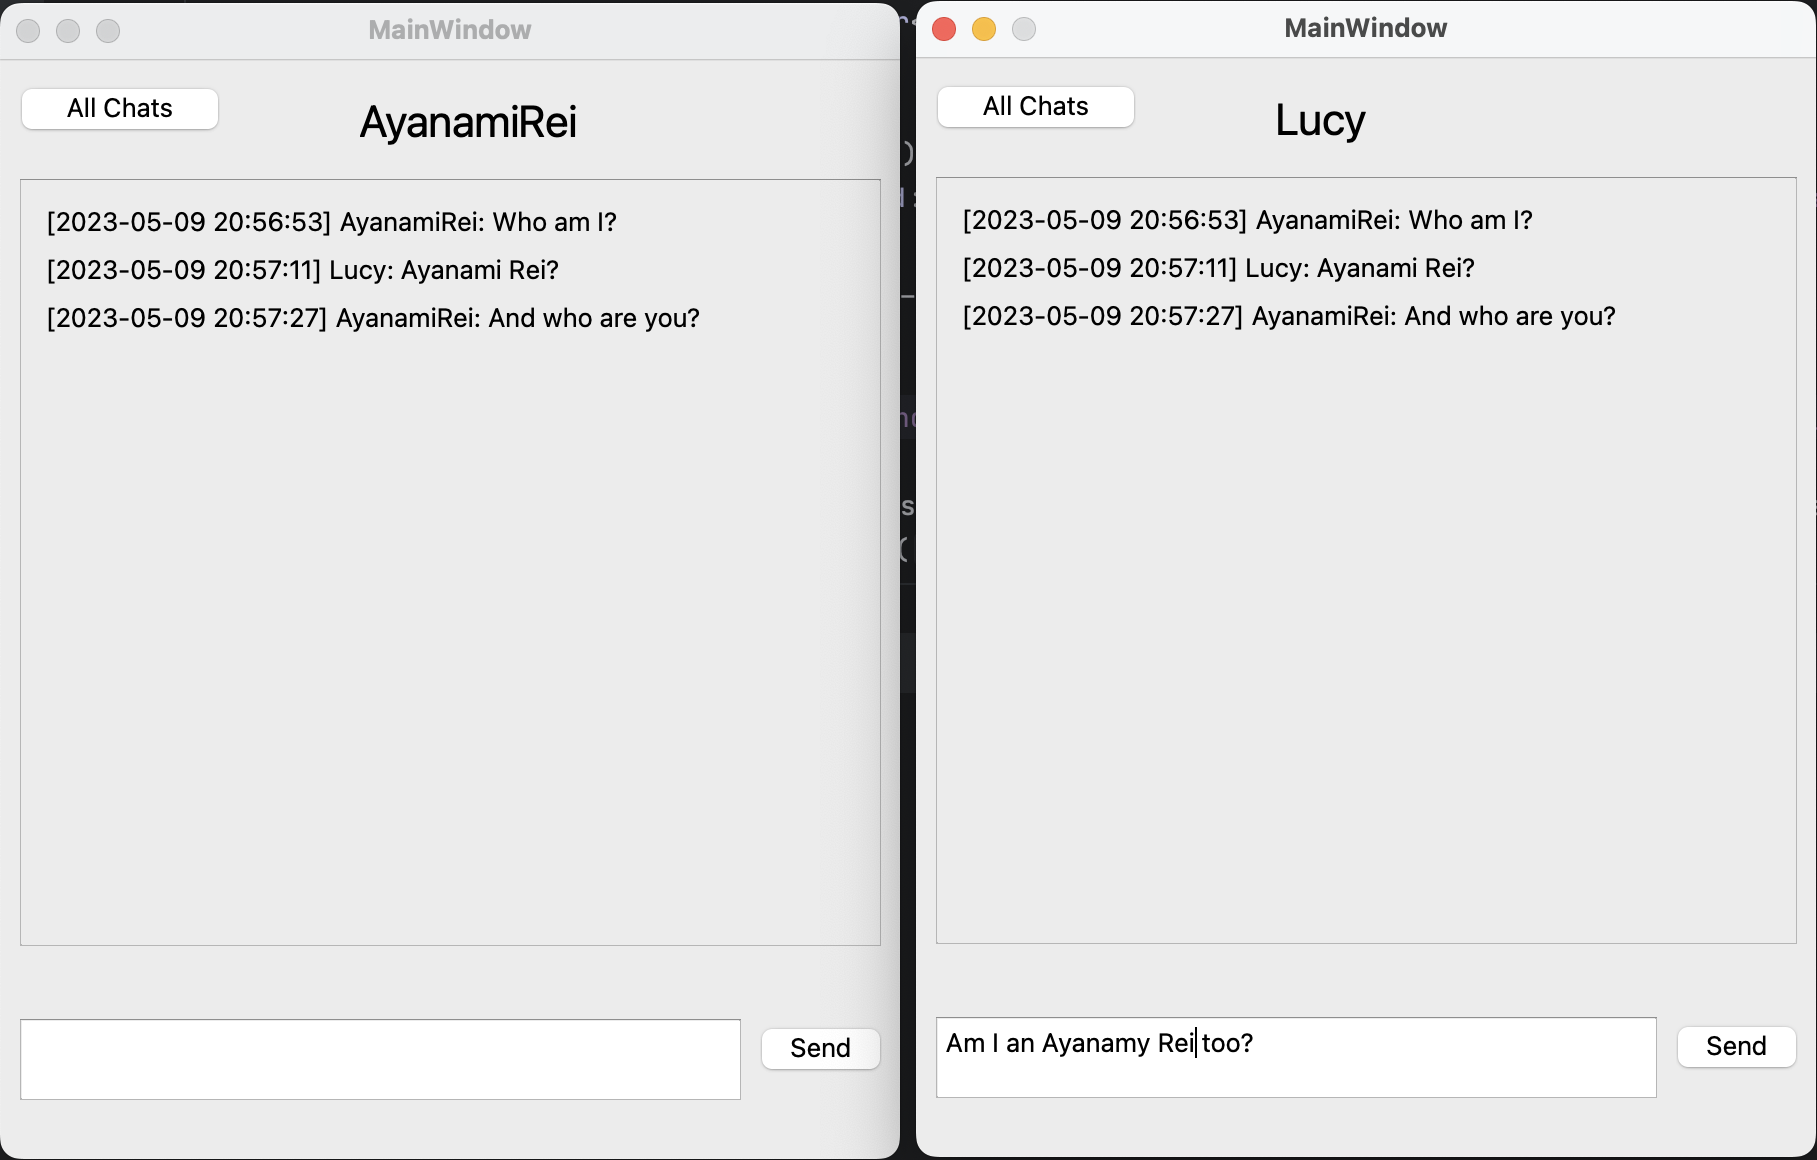 MainWindow
All Chats
AyanamiRei
[2023-05-09 20:56:53] AyanamiRei: Who am I?
[2023-05-09 20:57:11] Lucy: Ayanami Rei?
[2023-05-09 20:57:27] AyanamiRei: And who are you?
Send
MainWindow
All Chats
Lucy
[2023-05-09 20:56:53] AyanamiRei: Who am I?
[2023-05-09 20:57:11] Lucy: Ayanami Rei?
[2023-05-09 20:57:27] AyanamiRei: And who are you?
Am I an Ayanamy Rei too?
Send